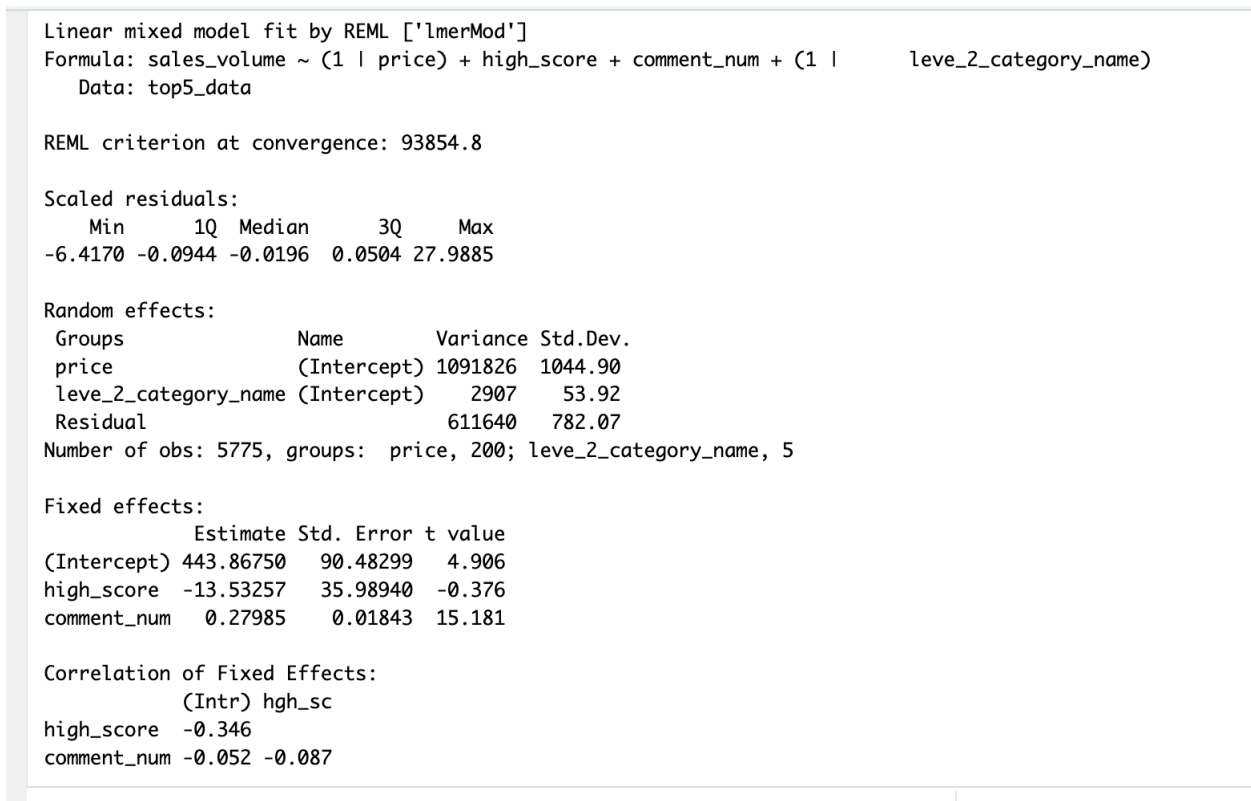 Linear mixed model fit by REML ['lmerMod']
Formula: sales_volume ~ (1 | price) + high_score + comment_num + (1 |      leve_2_category_name)
   Data: top5_data

REML criterion at convergence: 93854.8

Scaled residuals:
    Min      1Q  Median      3Q     Max
-6.4170 -0.0944 -0.0196  0.0504 27.9885

Random effects:
 Groups               Name        Variance Std.Dev.
 price                (Intercept) 1091826  1044.90
 leve_2_category_name (Intercept)    2907    53.92
 Residual                          611640   782.07
Number of obs: 5775, groups:  price, 200; leve_2_category_name, 5

Fixed effects:
             Estimate Std. Error t value
(Intercept) 443.86750   90.48299   4.906
high_score  -13.53257   35.98940  -0.376
comment_num   0.27985    0.01843  15.181

Correlation of Fixed Effects:
            (Intr) hgh_sc
high_score  -0.346
comment_num -0.052 -0.087